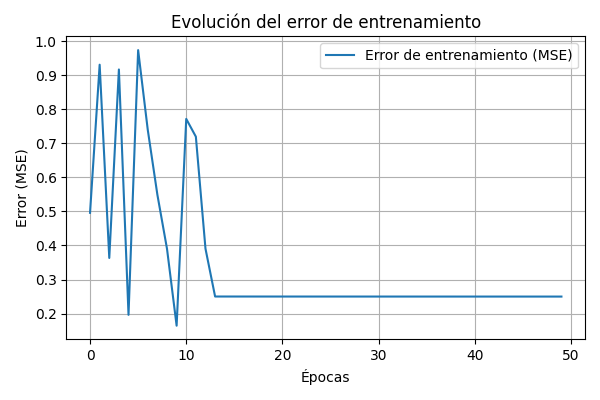 Evolución del error de entrenamiento
Error de entrenamiento (MSE)
Error (MSE)
1.0
0.9
0.8
0.7
0.6
0.5
0.4
0.3
0.2
0 10 20 30 40 50
Épocas